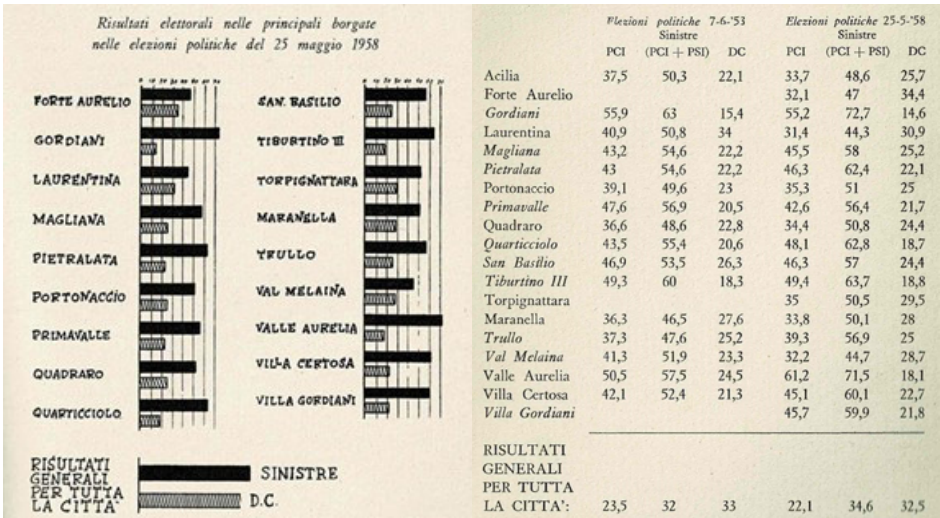 Risultati elettorali nelle principali borgate
nelle elezioni politiche del 25 maggio 1958
FORTE AURELIO
GORDIANI
LAURENTINA
MAGLIANA
PIETRALATA
PORTONACCIO
PRIMAVALLE
QUADRARO
QUARTICCIOLO
SAN. BASILIO
TIBURTINO III
TORPIGNATTARA
MARANELLA
TRULLO
VAL MELAINA
VALLE AURELIA
VILLA CERTOSA
VILLA GORDIANI
RISULTATI
GENERALI
PER TUTTA
LA CITTA'
SINISTRE
D.C.
Elezioni politiche 7-6-'53 Elezioni politiche 25-5-'58
Sinistre Sinistre
PCI (PCI + PSI) DC PCI (PCI + PSI) DC
Acilia 37,5 50,3 22,1 33,7 48,6 25,7
Forte Aurelio 32,1 47 34,4
Gordiani 55,9 63 15,4 55,2 72,7 14,6
Laurentina 40,9 50,8 34 31,4 44,3 30,9
Magliana 43,2 54,6 22,2 45,5 58 25,2
Pietralata 43 54,6 22,2 46,3 62,4 22,1
Portonaccio 39,1 49,6 23 35,3 51 25
Primavalle 47,6 56,9 20,5 42,6 56,4 21,7
Quadraro 36,6 48,6 22,8 34,4 50,8 24,4
Quarticciolo 43,5 55,4 20,6 48,1 62,8 18,7
San Basilio 46,9 53,5 26,3 46,3 57 24,4
Tiburtino III 49,3 60 18,3 49,4 63,7 18,8
Torpignattara 35 50,5 29,5
Maranella 36,3 46,5 27,6 33,8 50,1 28
Trullo 37,3 47,6 25,2 39,3 56,9 25
Val Melaina 41,3 51,9 23,3 32,2 44,7 28,7
Valle Aurelia 50,5 57,5 24,5 61,2 71,5 18,1
Villa Certosa 42,1 52,4 21,3 45,1 60,1 22,7
Villa Gordiani 45,7 59,9 21,8
RISULTATI
GENERALI
PER TUTTA
LA CITTA': 23,5 32 33 22,1 34,6 32,5